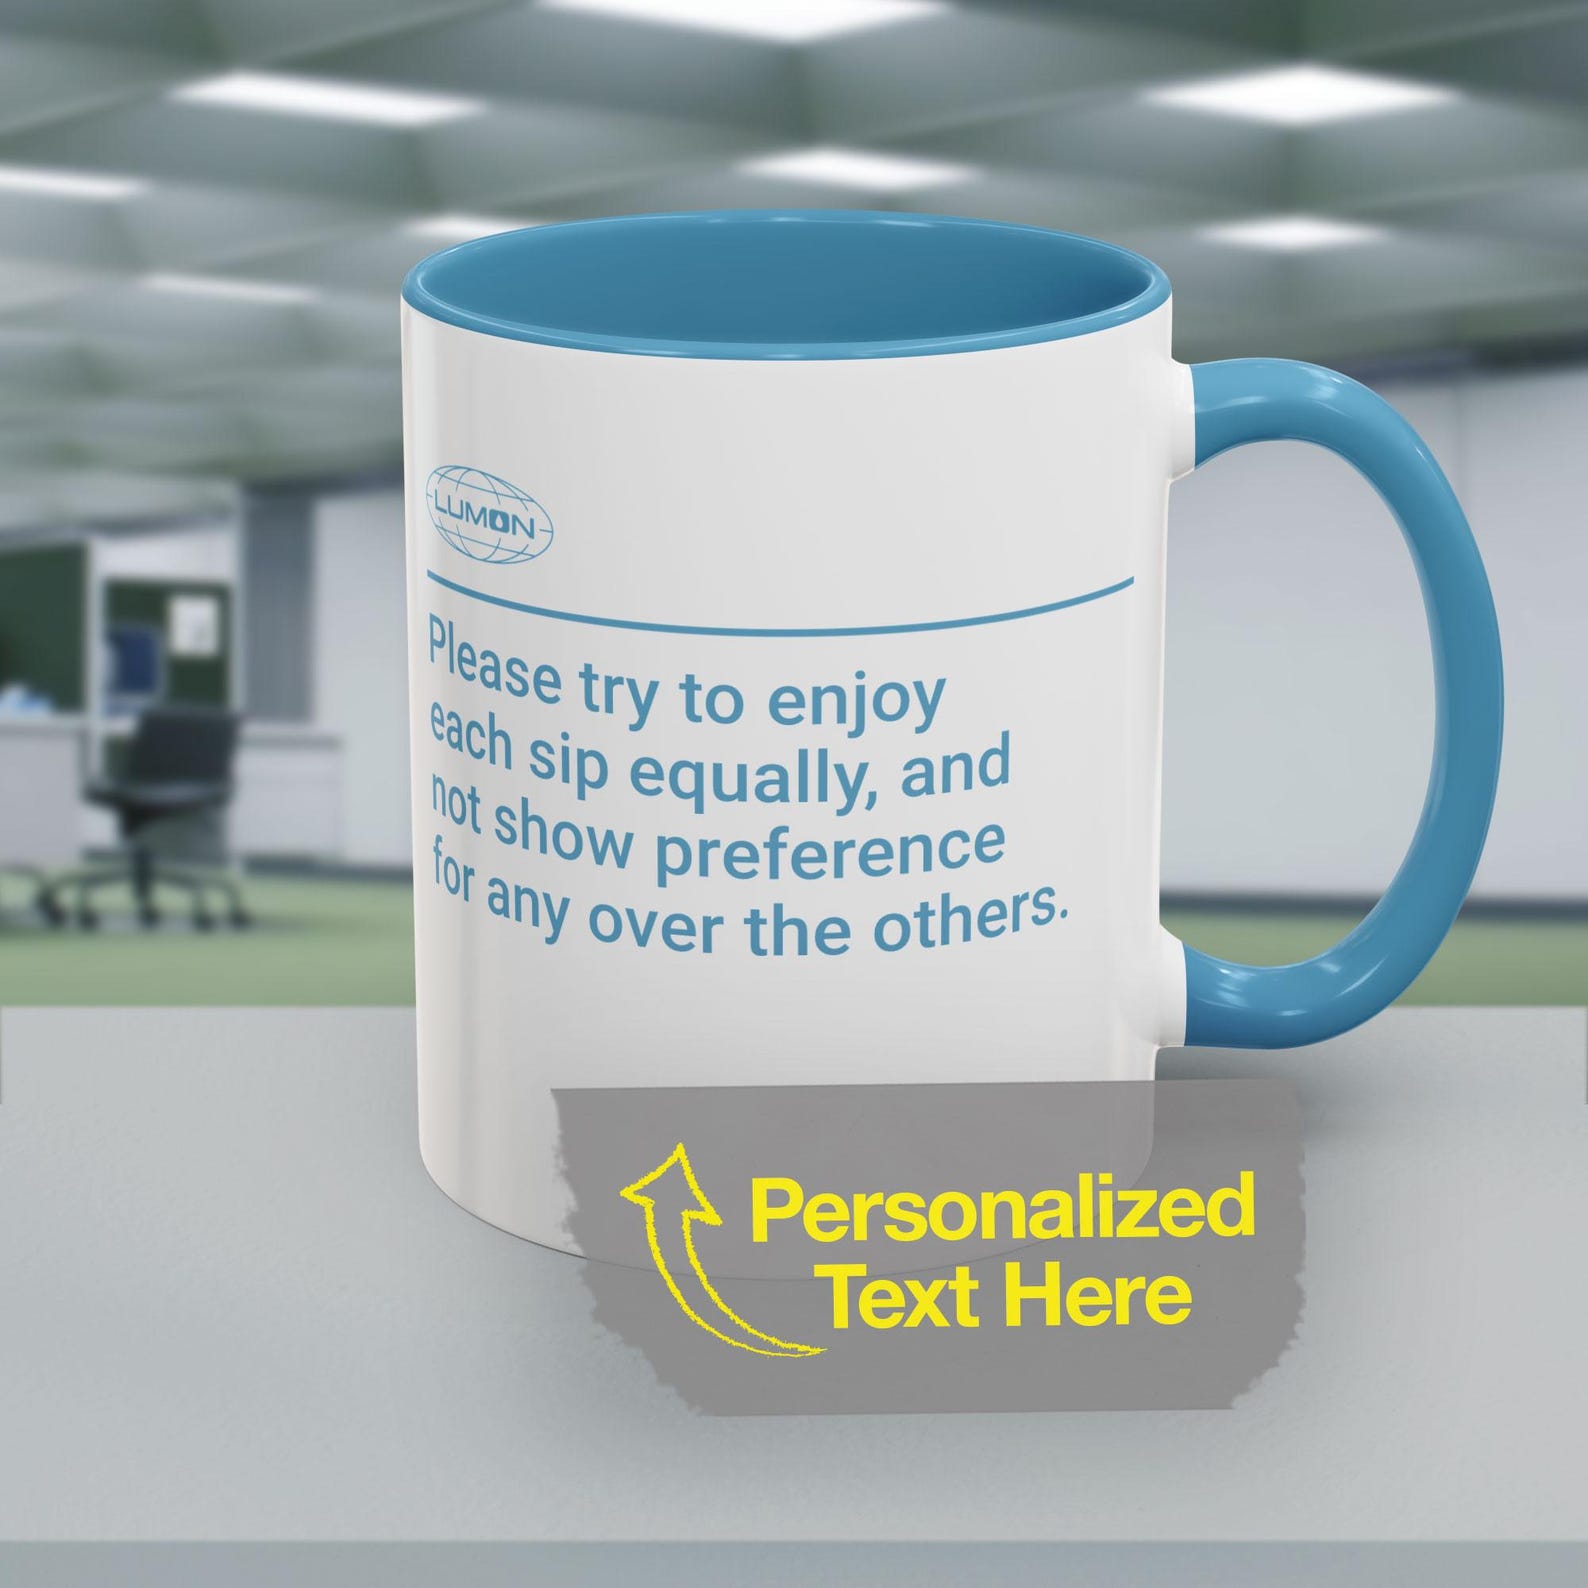 LUMON
Please try to enjoy
each sip equally, and
not show preference
for any over the others.
Personalized
Text Here